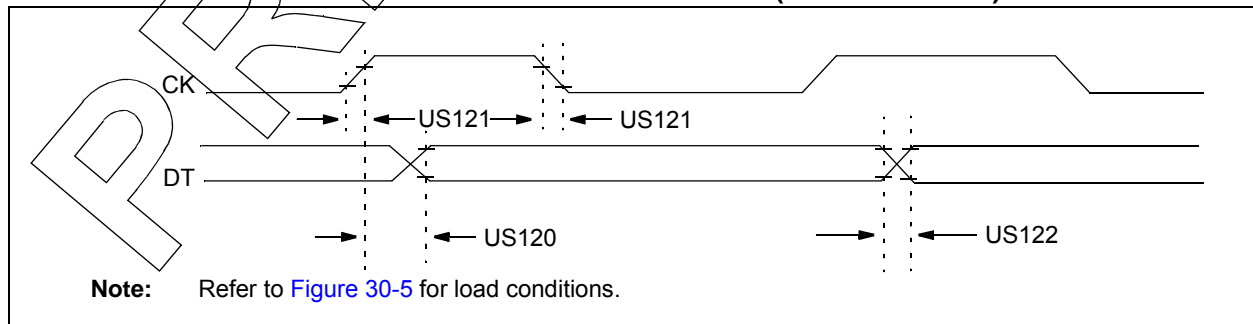 CK
US121
US121
DT
US120
US122
Note: Refer to Figure 30-5 for load conditions.